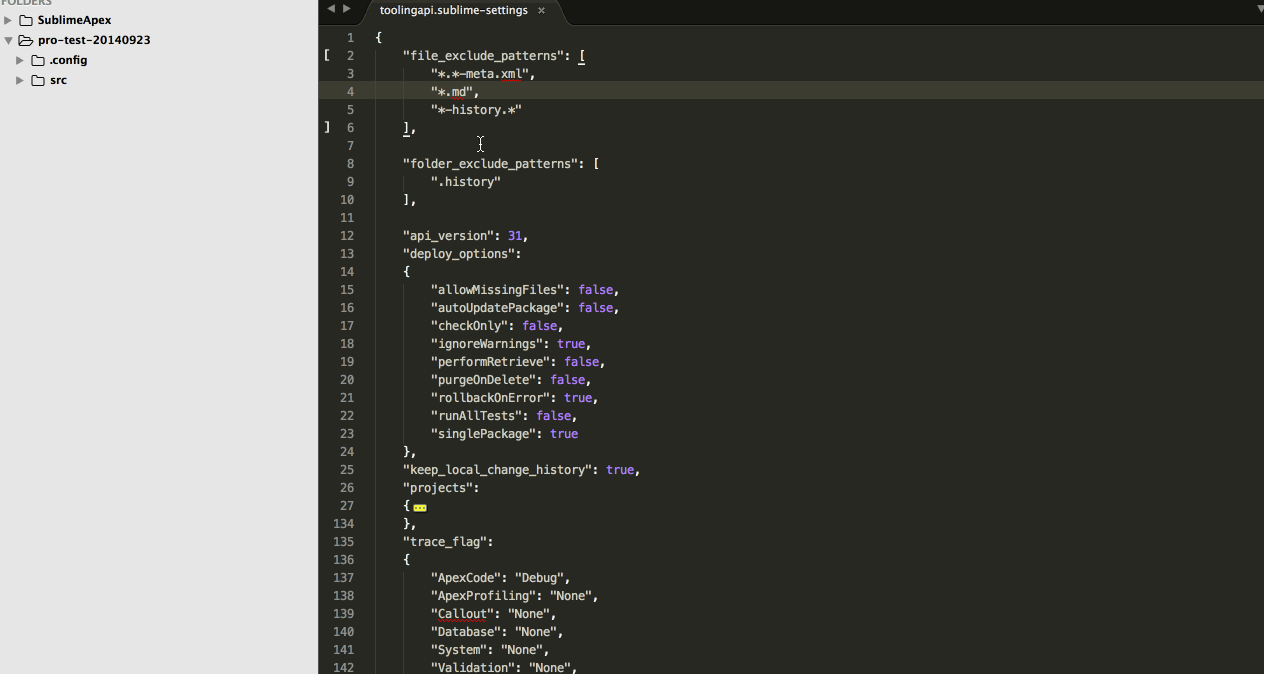 FOLDERS
SublimeApex
pro-test-20140923
.config
src
toolingapi.sublime-settings ×
1 {
[ 2 "file_exclude_patterns": [
3 "*.*-meta.xml",
4 "*.md",
5 "*-history.*"
] 6 ],
7
8 "folder_exclude_patterns": [
9 ".history"
10 ],
11
12 "api_version": 31,
13 "deploy_options":
14 {
15 "allowMissingFiles": false,
16 "autoUpdatePackage": false,
17 "checkOnly": false,
18 "ignoreWarnings": true,
19 "performRetrieve": false,
20 "purgeOnDelete": false,
21 "rollbackOnError": true,
22 "runAllTests": false,
23 "singlePackage": true
24 },
25 "keep_local_change_history": true,
26 "projects":
27 {
134 },
135 "trace_flag":
136 {
137 "ApexCode": "Debug",
138 "ApexProfiling": "None",
139 "Callout": "None",
140 "Database": "None",
141 "System": "None",
142 "Validation": "None",